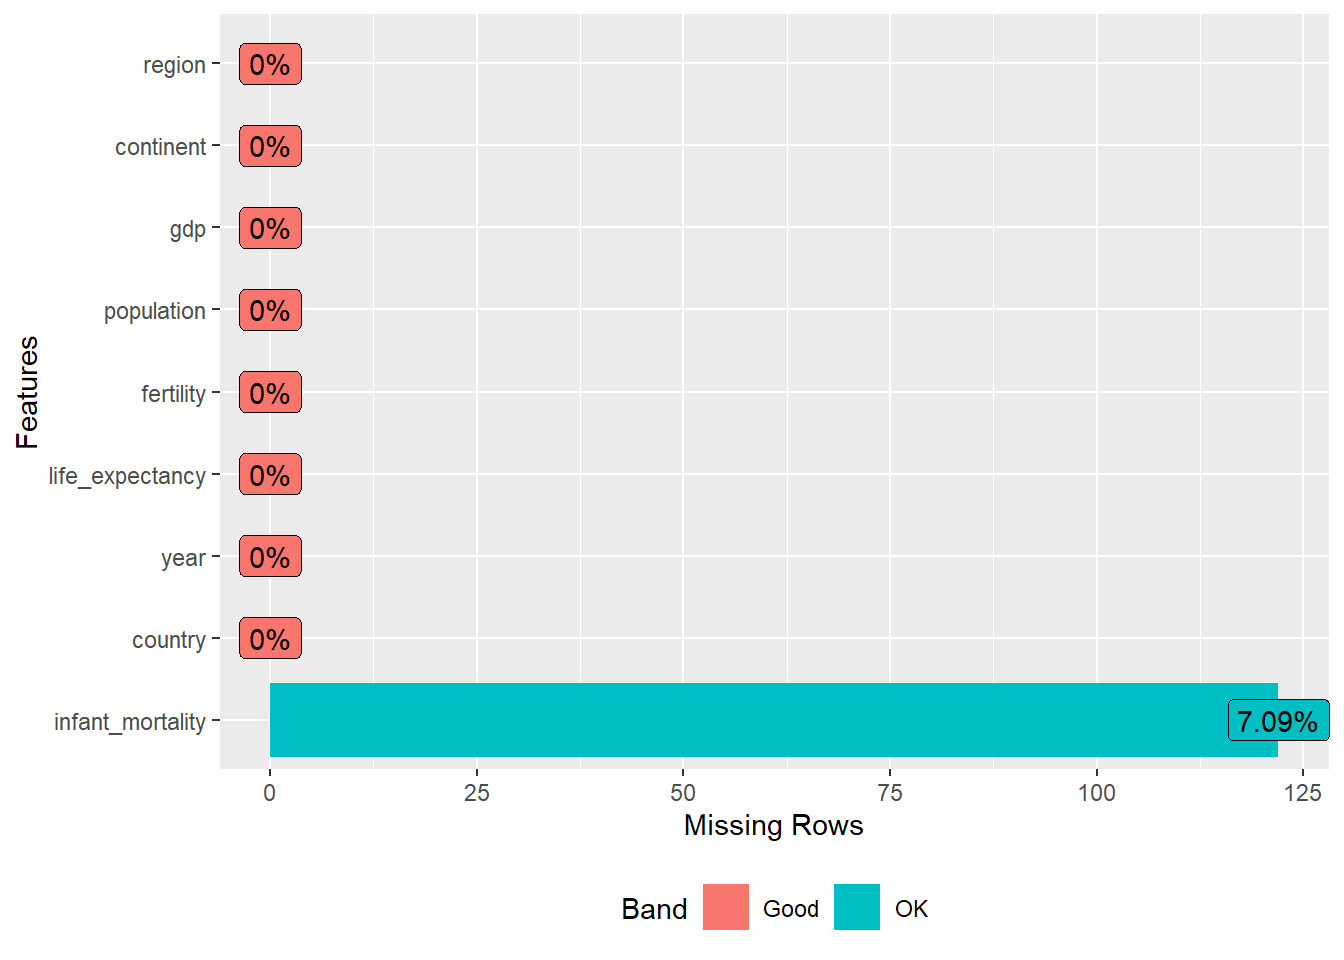 Features
region 0%
continent 0%
gdp 0%
population 0%
fertility 0%
life_expectancy 0%
year 0%
country 0%
infant_mortality 7.09%
0 25 50 75 100 125
Missing Rows
Band Good OK